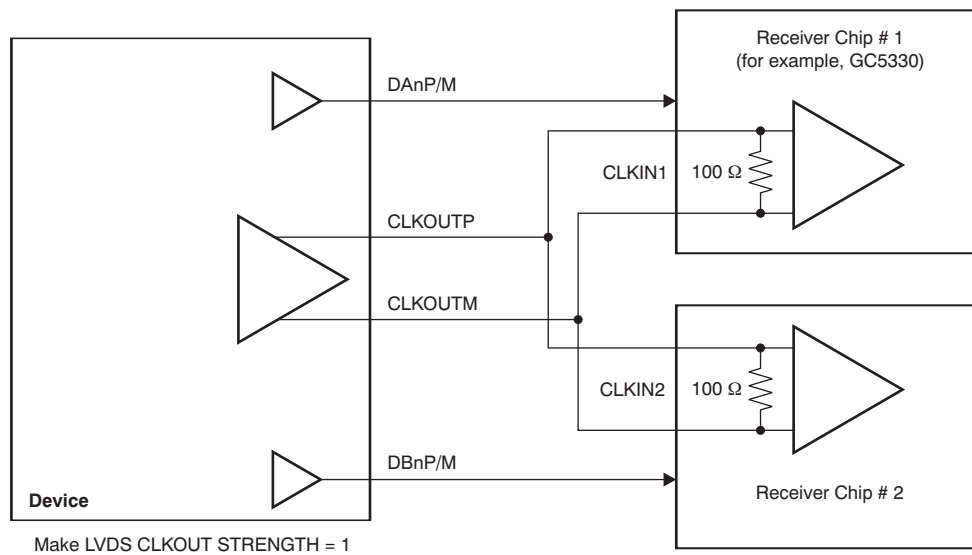 Receiver Chip # 1
(for example, GC5330)
DAnP/M
CLKIN1
100 Ω
CLKOUTP
CLKOUTM
CLKIN2
100 Ω
DBnP/M
Device
Receiver Chip # 2
Make LVDS CLKOUT STRENGTH = 1